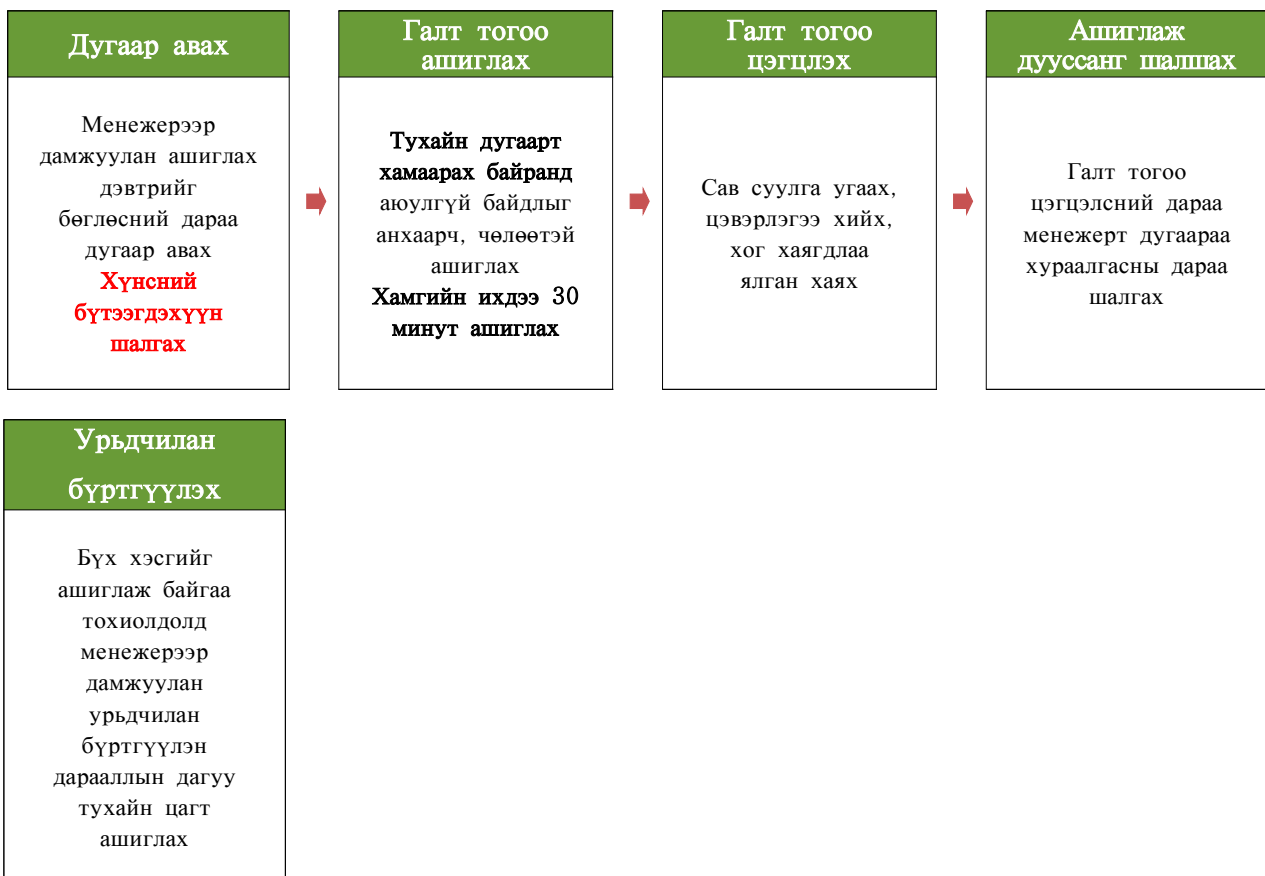 Дугаар авах
Менежерээр
дамжуулан ашиглах
дэвтрийг
бөглөсний дараа
дугаар авах
Хүнсний
бүтээгдэхүүн
шалгах
Галт тогоо
ашиглах
Тухайн дугаарт
хамаарах байранд
аюулгүй байдлыг
анхаарч, чөлөөтэй
ашиглах
Хамгийн ихдээ 30
минут ашиглах
Галт тогоо
цэгцлэх
Сав суулга угаах,
цэвэрлэгээ хийх,
хог хаягдлаа
ялган хаях
Ашиглаж
дууссанг шалшах
Галт тогоо
цэгцэлсний дараа
менежерт дугаараа
хураалгасны дараа
шалгах
Урьдчилан
бүртгүүлэх
Бүх хэсгийг
ашиглаж байгаа
тохиолдолд
менежерээр
дамжуулан
урьдчилан
бүртгүүлэн
дарааллын дагуу
тухайн цагт
ашиглах